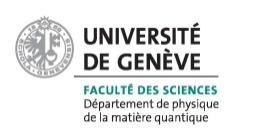 UNIVERSITÉ
DE GENÈVE
FACULTÉ DES SCIENCES
Département de physique
de la matière quantique